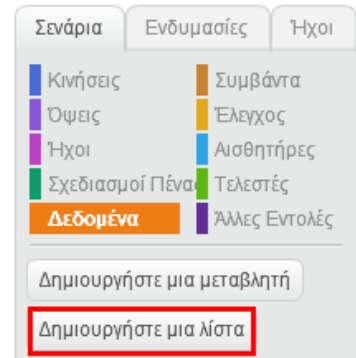 Σενάρια Ενδυμασίες Ήχοι
Κινήσεις Συμβάντα
Όψεις Έλεγχος
Ήχοι Αισθητήρες
Σχεδιασμοί Πένας Τελεστές
Δεδομένα Άλλες Εντολές
Δημιουργήστε μια μεταβλητή
Δημιουργήστε μια λίστα